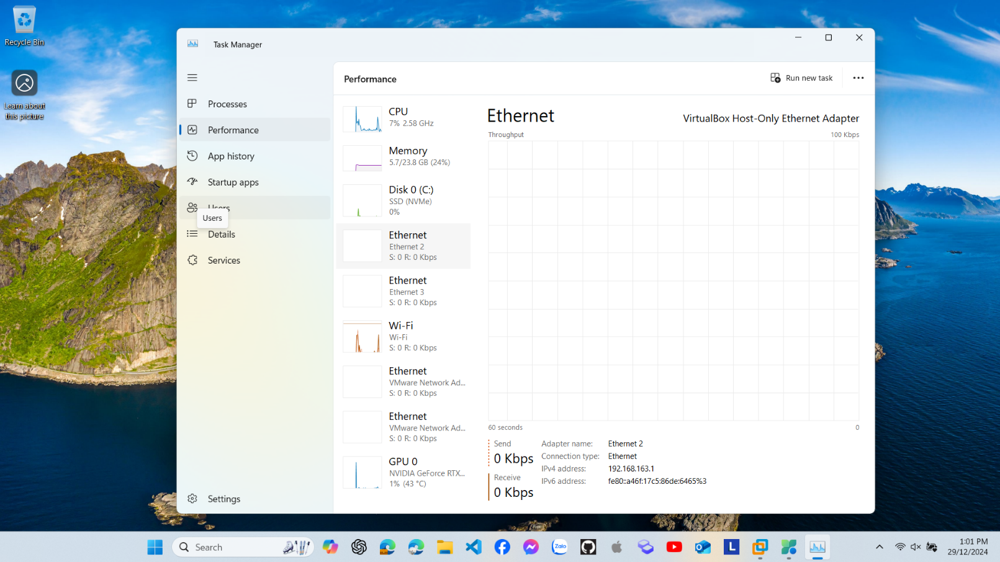 Recycle Bin
Learn about
this picture
Task Manager
Processes
Performance
App history
Startup apps
Users
Users
Details
Services
Settings
Performance
Run new task
CPU
7% 2.58 GHz
Memory
5.7/23.8 GB (24%)
Disk 0 (C:)
SSD (NVMe)
0%
Ethernet
Ethernet 2
S: 0 R: 0 Kbps
Ethernet
Ethernet 3
S: 0 R: 0 Kbps
Wi-Fi
Wi-Fi
S: 0 R: 0 Kbps
Ethernet
VMware Network Ad...
S: 0 R: 0 Kbps
Ethernet
VMware Network Ad...
S: 0 R: 0 Kbps
GPU 0
NVIDIA GeForce RTX...
1% (43 °C)
Ethernet
VirtualBox Host-Only Ethernet Adapter
Throughput
100 Kbps
60 seconds
0
Send
0 Kbps
Receive
0 Kbps
Adapter name: Ethernet 2
Connection type: Ethernet
IPv4 address: 192.168.163.1
IPv6 address: fe80::a46f:17c5:86de:6465%3
Search
Zalo
L
1:01 PM
29/12/2024